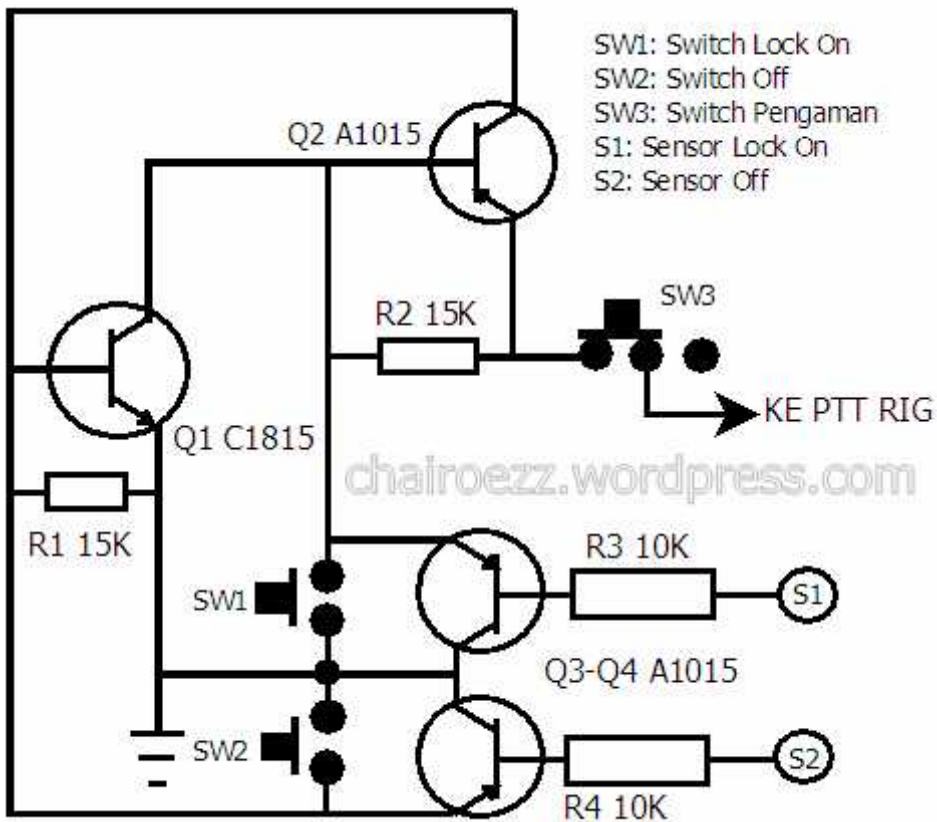 SW1: Switch Lock On
SW2: Switch Off
SW3: Switch Pengaman
S1: Sensor Lock On
S2: Sensor Off
Q2 A1015
SW3
R2 15K
KE PTT RIG
Q1 C1815
chairoezz.wordpress.com
R1 15K
R3 10K
SW1
S1
Q3-Q4 A1015
SW2
S2
R4 10K